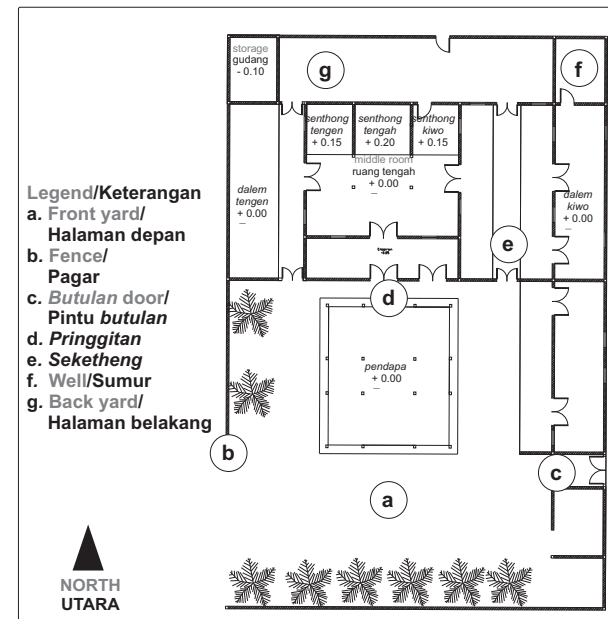 storage
gudang
- 0.10
g
f
senthong
tengen
+ 0.15
senthong
tengah
+ 0.20
senthong
kiwo
+ 0.15
middle room
ruang tengah
+ 0.00
dalem
tengen
+ 0.00
dalem
kiwo
+ 0.00
e
d
pendapa
+ 0.00
b
c
a
Legend/Keterangan
a. Front yard/
Halaman depan
b. Fence/
Pagar
c. Butulan door/
Pintu butulan
d. Pringgitan
e. Seketheng
f. Well/Sumur
g. Back yard/
Halaman belakang
NORTH
UTARA